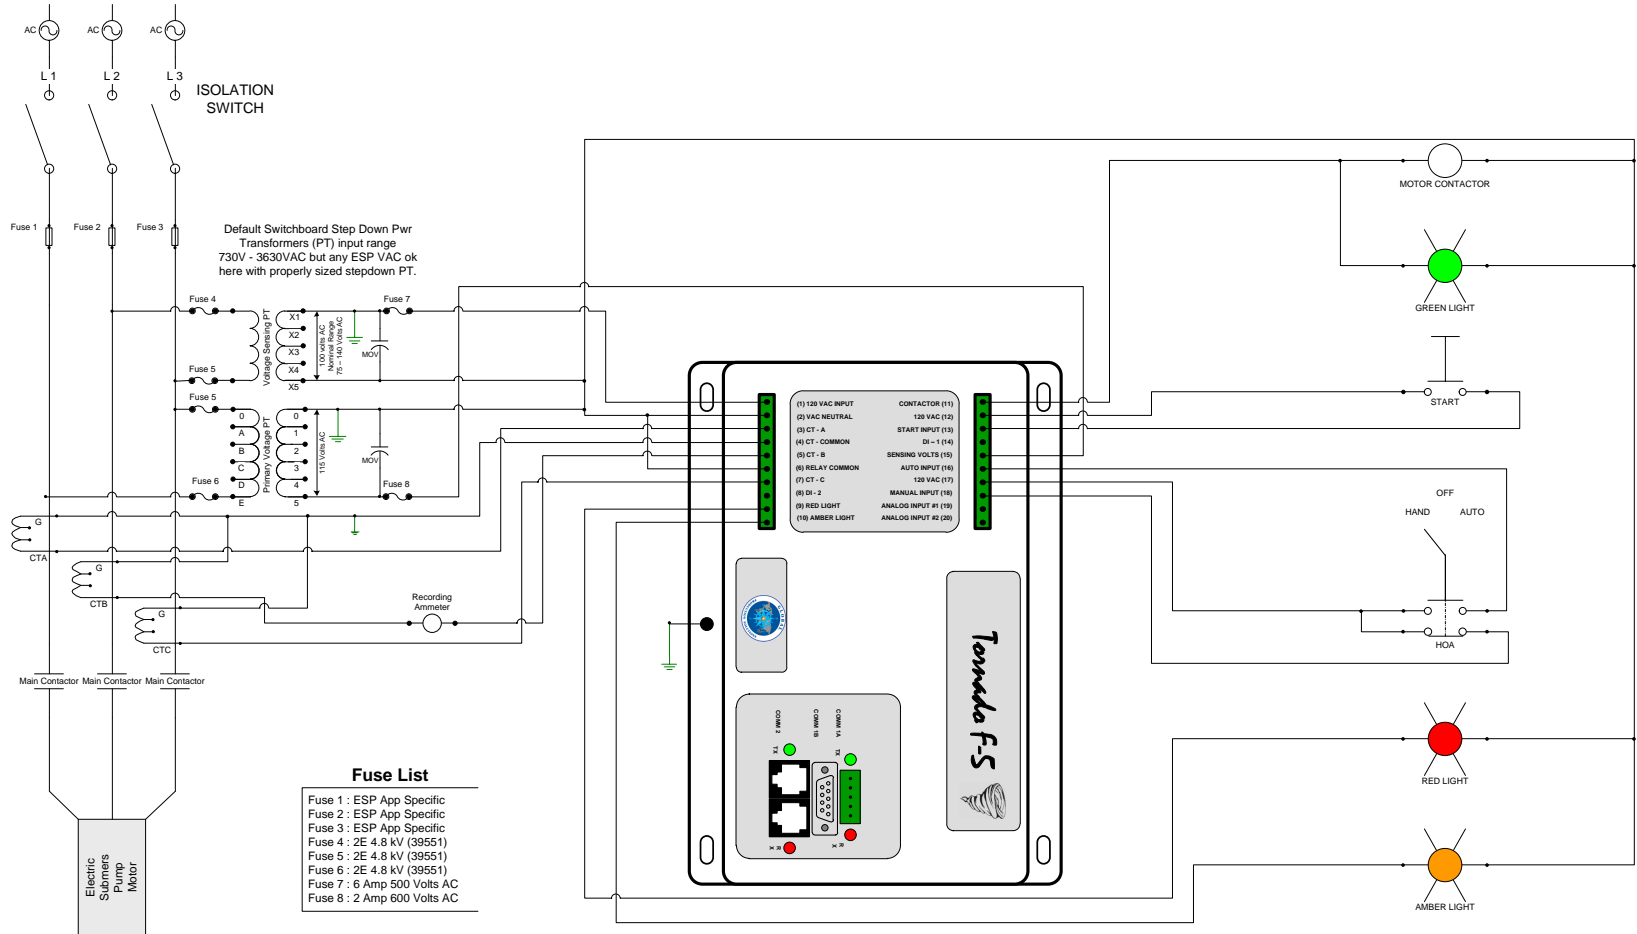 AC
AC
AC
L 1
L 2
L 3
ISOLATION
SWITCH
Fuse 1
Fuse 2
Fuse 3
Default Switchboard Step Down Pwr
Transformers (PT) input range
730V - 3630VAC but any ESP VAC ok
here with properly sized stepdown PT.
Fuse 4
Fuse 5
Voltage Sensing PT
X1
X2
X3
X4
X5
100 volts AC
Nominal Range
75 – 140 Volts AC
MOV
Fuse 7
Fuse 5
Fuse 6
0
A
B
C
D
E
Primary Voltage PT
0
1
2
3
4
5
115 Volts AC
MOV
Fuse 8
G
CTA
G
CTB
G
CTC
Recording
Ammeter
Main Contactor
Main Contactor
Main Contactor
Electric
Submers
Pump
Motor
Fuse List
Fuse 1 : ESP App Specific
Fuse 2 : ESP App Specific
Fuse 3 : ESP App Specific
Fuse 4 : 2E 4.8 kV (39551)
Fuse 5 : 2E 4.8 kV (39551)
Fuse 6 : 2E 4.8 kV (39551)
Fuse 7 : 6 Amp 500 Volts AC
Fuse 8 : 2 Amp 600 Volts AC
(1) 120 VAC INPUT
(2) VAC NEUTRAL
(3) CT - A
(4) CT - COMMON
(5) CT - B
(6) RELAY COMMON
(7) CT - C
(8) DI - 2
(9) RED LIGHT
(10) AMBER LIGHT
CONTACTOR (11)
120 VAC (12)
START INPUT (13)
DI – 1 (14)
SENSING VOLTS (15)
AUTO INPUT (16)
120 VAC (17)
MANUAL INPUT (18)
ANALOG INPUT #1 (19)
ANALOG INPUT #2 (20)
COMM 2
COMM 1B
COMM 1A
TX
TX
RX
RX
Tornado F-5
MOTOR CONTACTOR
GREEN LIGHT
START
OFF
HAND
AUTO
HOA
RED LIGHT
AMBER LIGHT